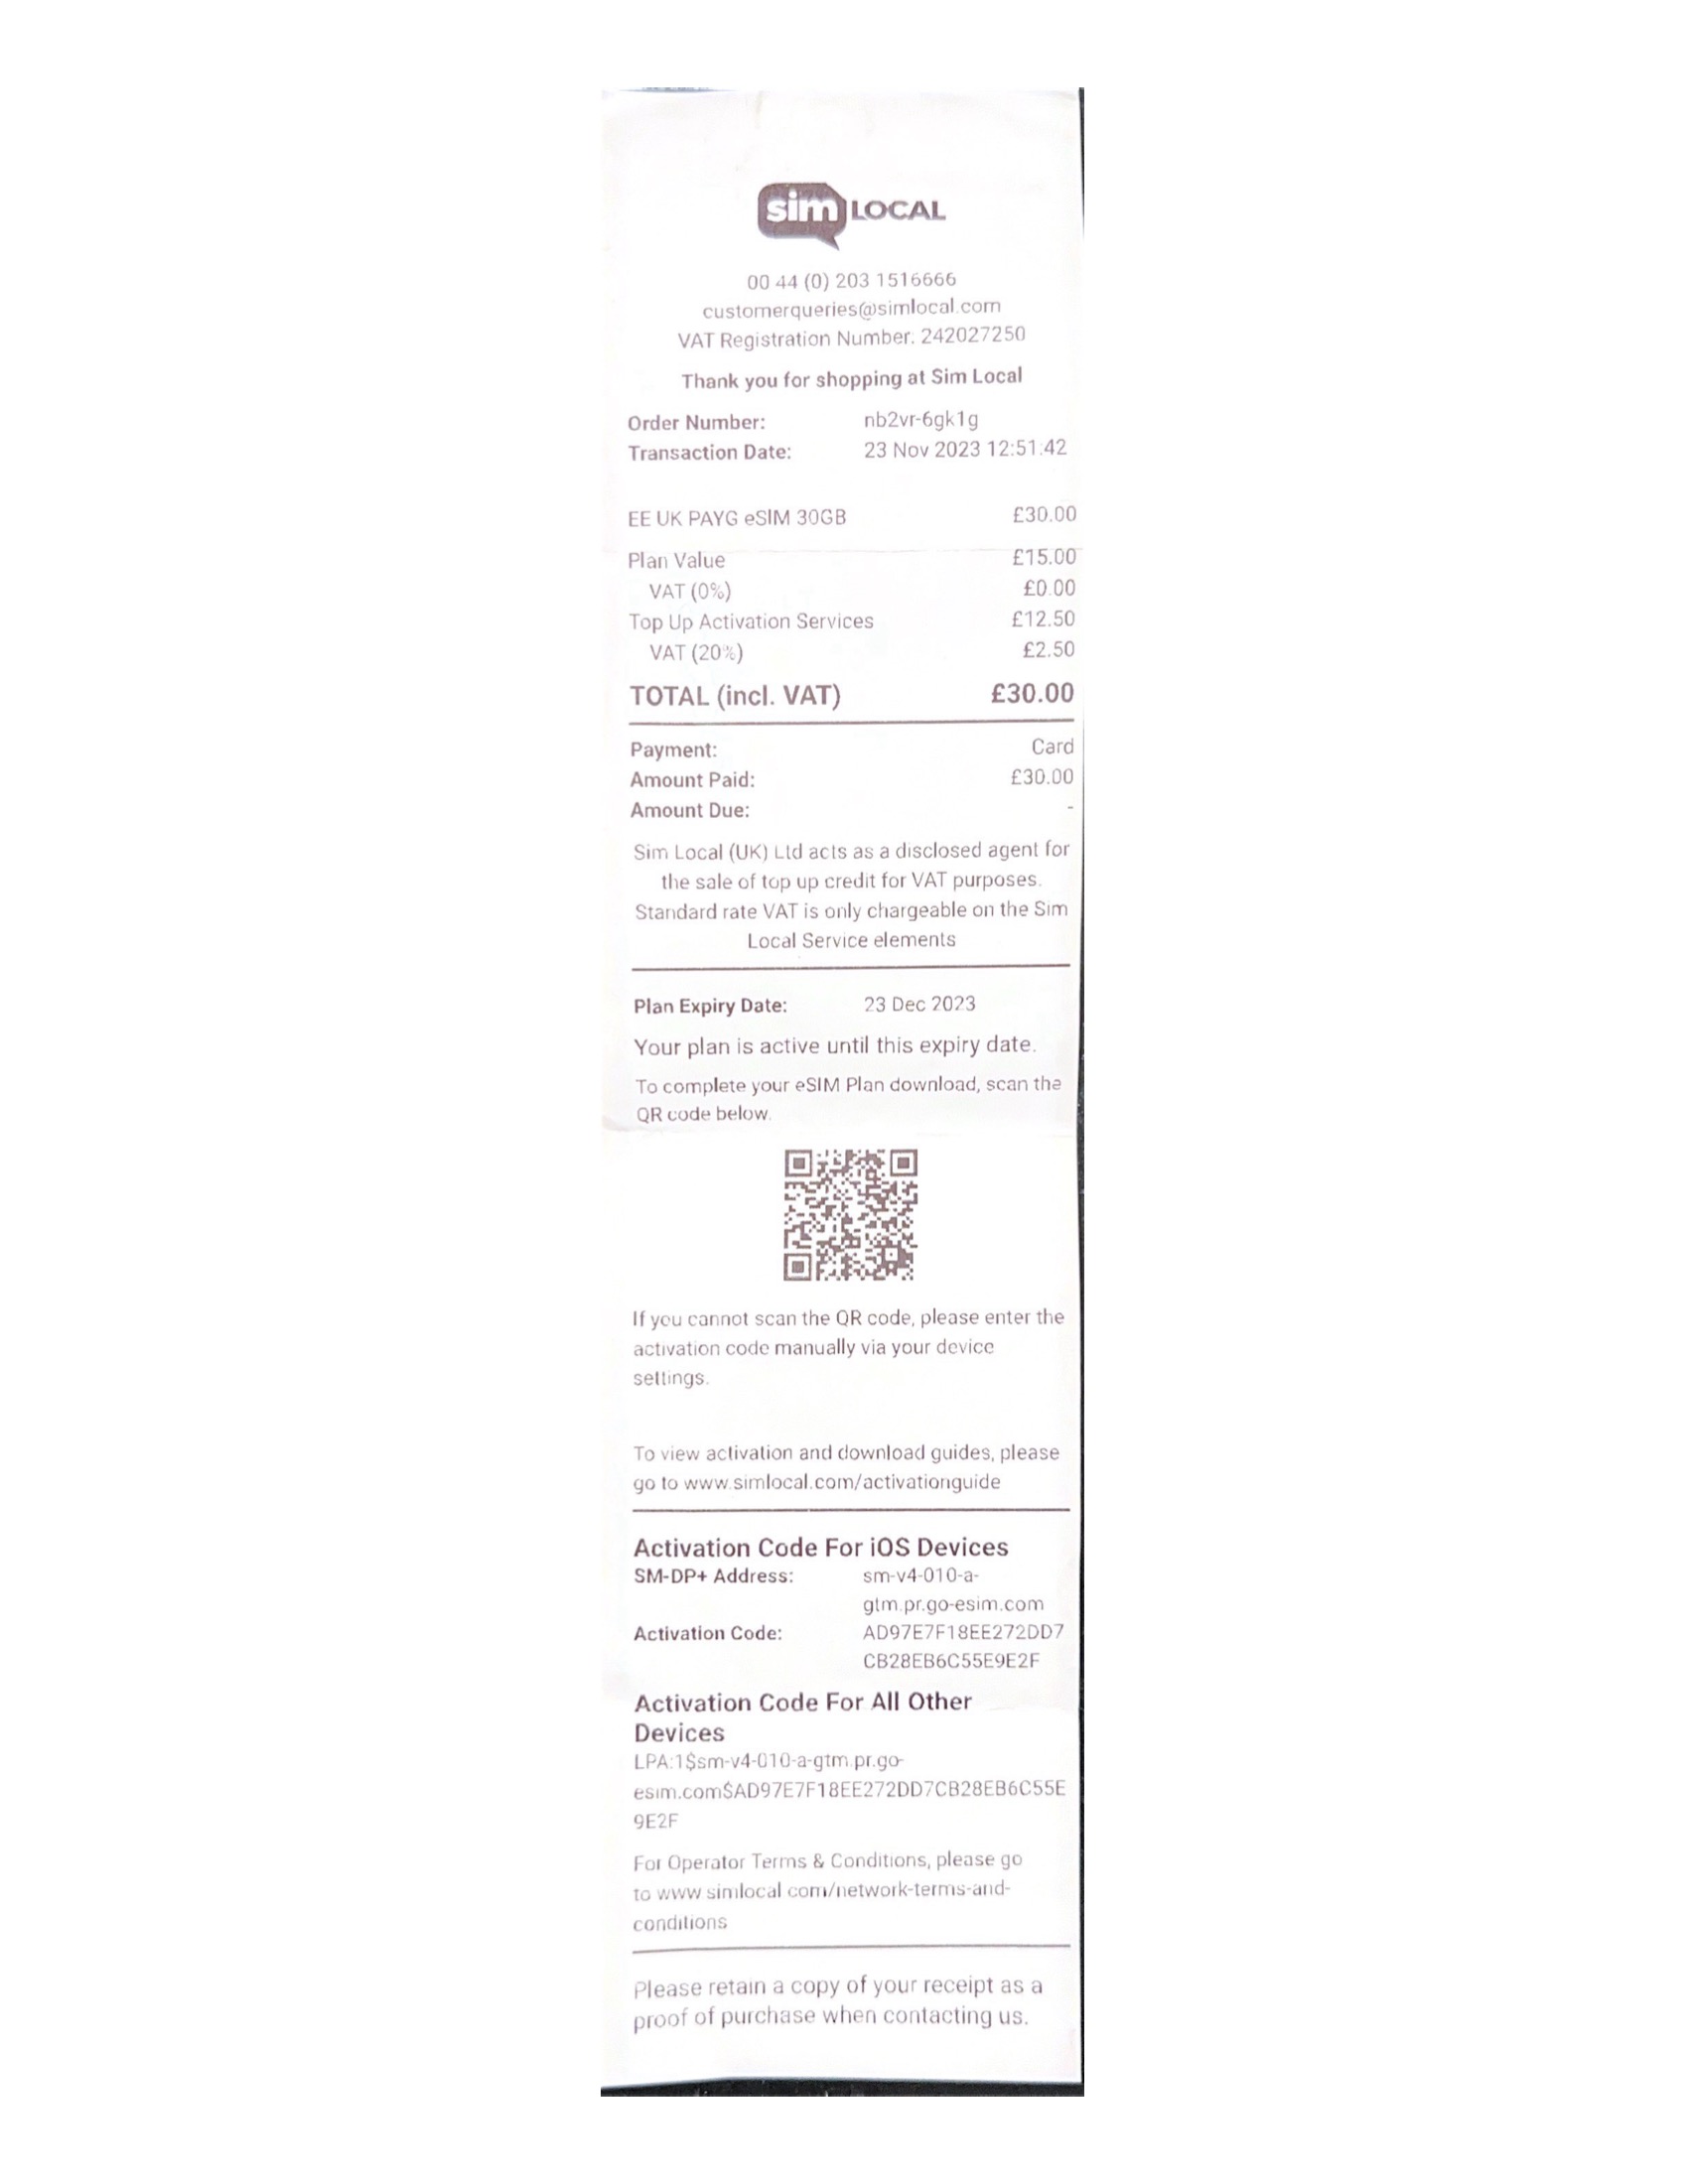 sim LOCAL
00 44 (0) 203 1516666
customerqueries@simlocal.com
VAT Registration Number: 242027250
Thank you for shopping at Sim Local
Order Number: nb2vr-6gk1g
Transaction Date: 23 Nov 2023 12:51:42
EE UK PAYG eSIM 30GB £30.00
Plan Value £15.00
VAT (0%) £0.00
Top Up Activation Services £12.50
VAT (20%) £2.50
TOTAL (incl. VAT) £30.00
Payment: Card
Amount Paid: £30.00
Amount Due: -
Sim Local (UK) Ltd acts as a disclosed agent for
the sale of top up credit for VAT purposes.
Standard rate VAT is only chargeable on the Sim
Local Service elements
Plan Expiry Date: 23 Dec 2023
Your plan is active until this expiry date.
To complete your eSIM Plan download, scan the
QR code below.
If you cannot scan the QR code, please enter the
activation code manually via your device
settings.
To view activation and download guides, please
go to www.simlocal.com/activationguide
Activation Code For iOS Devices
SM-DP+ Address: sm-v4-010-a-
gtm.pr.go-esim.com
Activation Code: AD97E7F18EE272DD7
CB28EB6C55E9E2F
Activation Code For All Other
Devices
LPA:1$sm-v4-010-a-gtm.pr.go-
esim.com$AD97E7F18EE272DD7CB28EB6C55E
9E2F
For Operator Terms & Conditions, please go
to www.simlocal.com/network-terms-and-
conditions
Please retain a copy of your receipt as a
proof of purchase when contacting us.